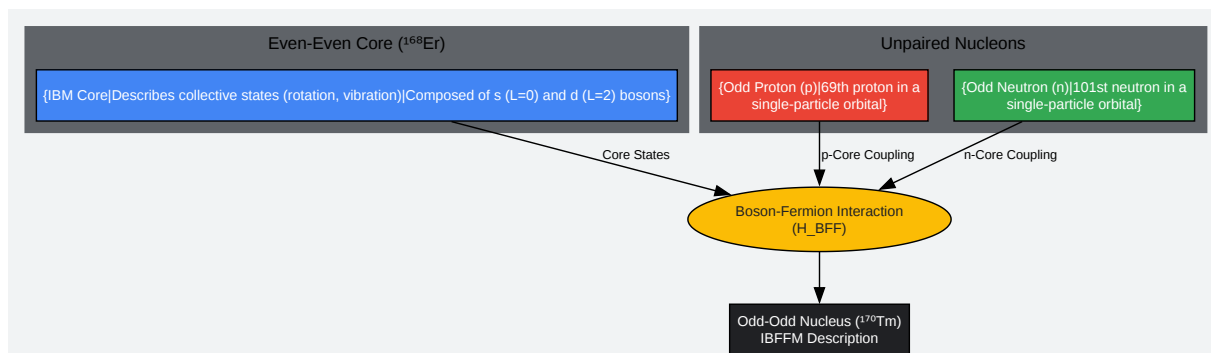 Even-Even Core (¹⁶⁸Er)
Unpaired Nucleons
{IBM Core|Describes collective states (rotation, vibration)|Composed of s (L=0) and d (L=2) bosons}
{Odd Proton (p)|69th proton in a
single-particle orbital}
{Odd Neutron (n)|101st neutron in a
single-particle orbital}
Core States
p-Core Coupling
n-Core Coupling
Boson-Fermion Interaction
(H_BFF)
Odd-Odd Nucleus (¹⁷⁰Tm)
IBFFM Description